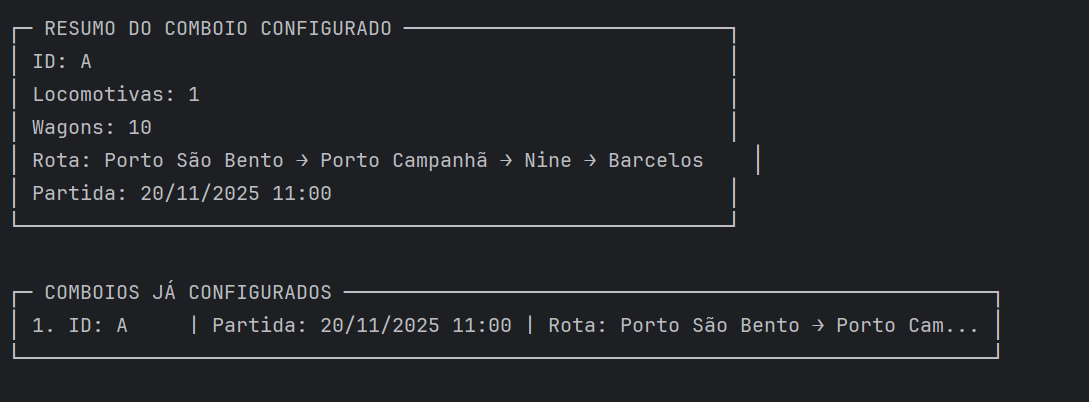 RESUMO DO COMBOIO CONFIGURADO
ID: A
Locomotivas: 1
Wagons: 10
Rota: Porto São Bento → Porto Campanhã → Nine → Barcelos
Partida: 20/11/2025 11:00
COMBOIOS JÁ CONFIGURADOS
1. ID: A | Partida: 20/11/2025 11:00 | Rota: Porto São Bento → Porto Cam...